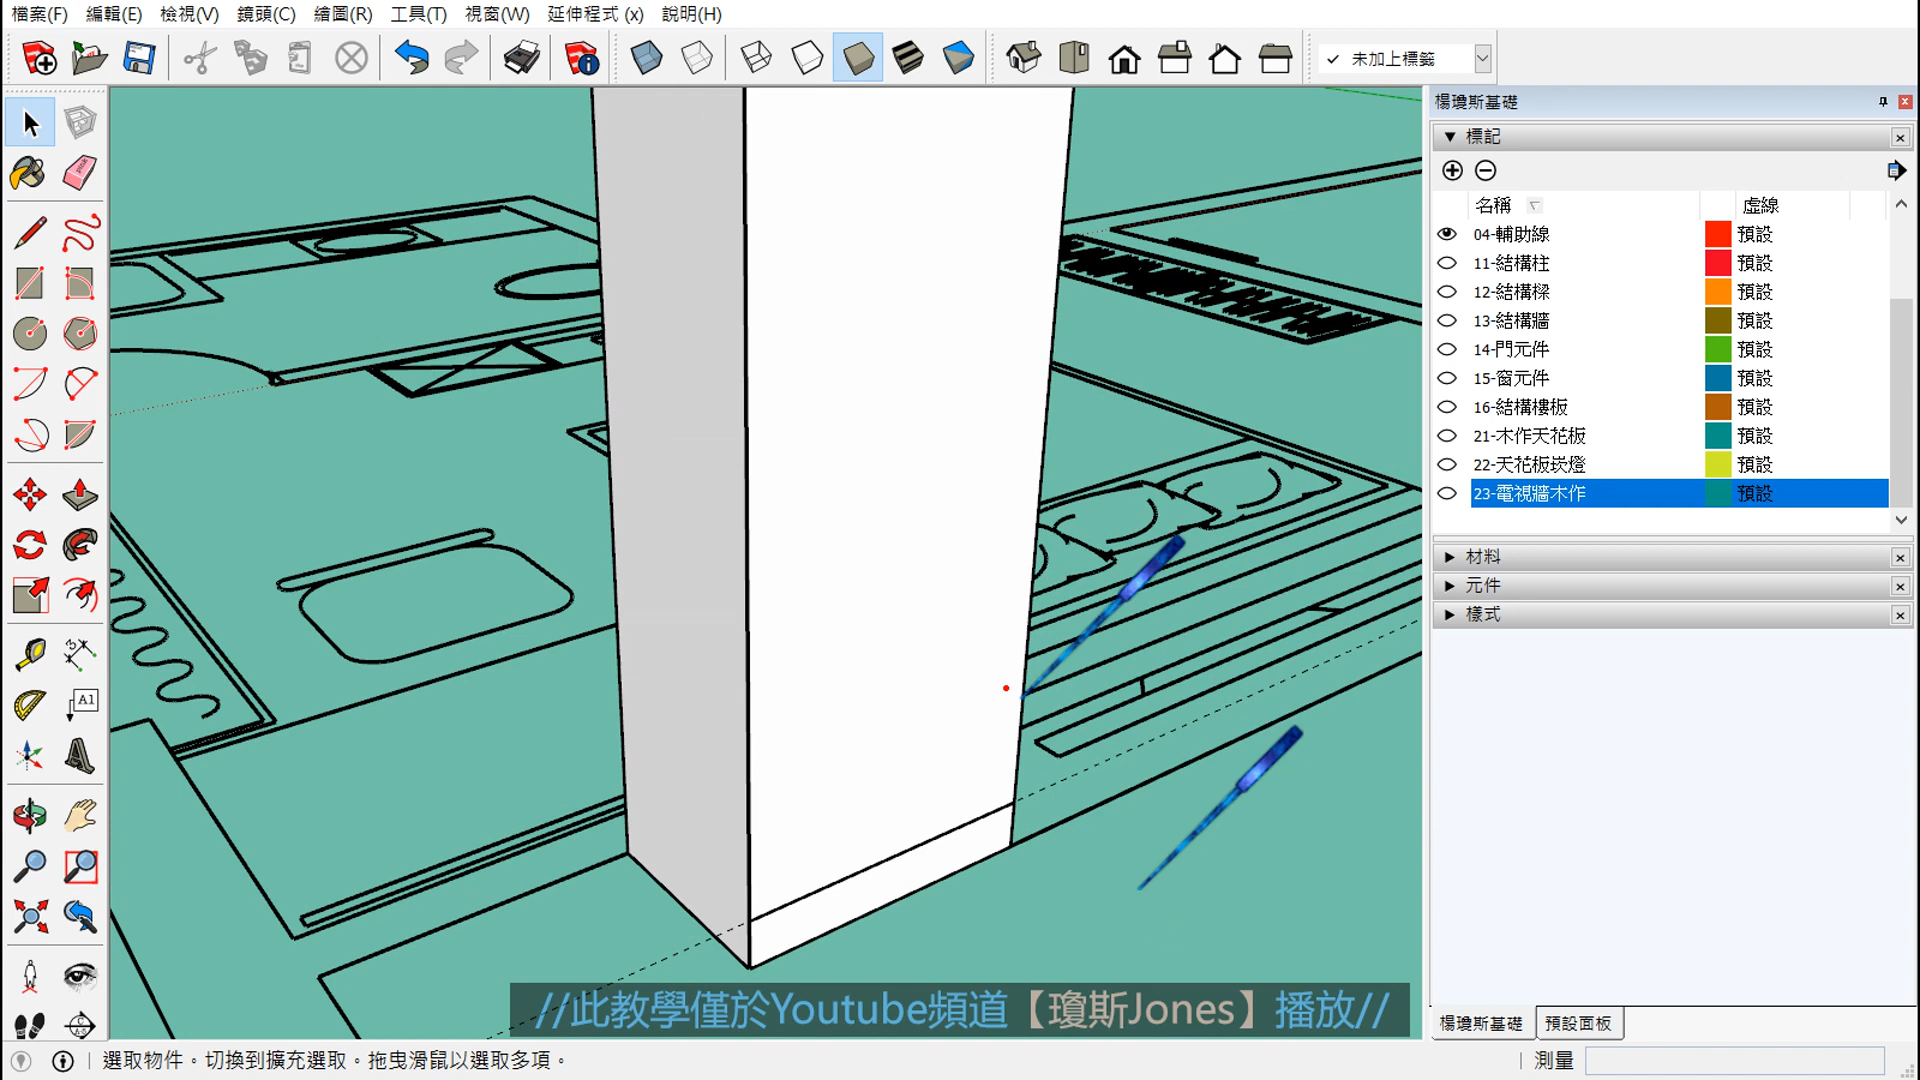 檔案(F) 編輯(E) 檢視(V) 鏡頭(C) 繪圖(R) 工具(T) 視窗(W) 延伸程式 (x) 說明(H)
未加上標籤
楊瓊斯基礎
標記
名稱 虛線
04-輔助線 預設
11-結構柱 預設
12-結構樑 預設
13-結構牆 預設
14-門元件 預設
15-窗元件 預設
16-結構樓板 預設
21-木作天花板 預設
22-天花板崁燈 預設
23-電視牆木作 預設
材料
元件
樣式
A1
//此教學僅於Youtube頻道【瓊斯Jones】播放//
楊瓊斯基礎 預設面板
選取物件。切換到擴充選取。拖曳滑鼠以選取多項。
測量